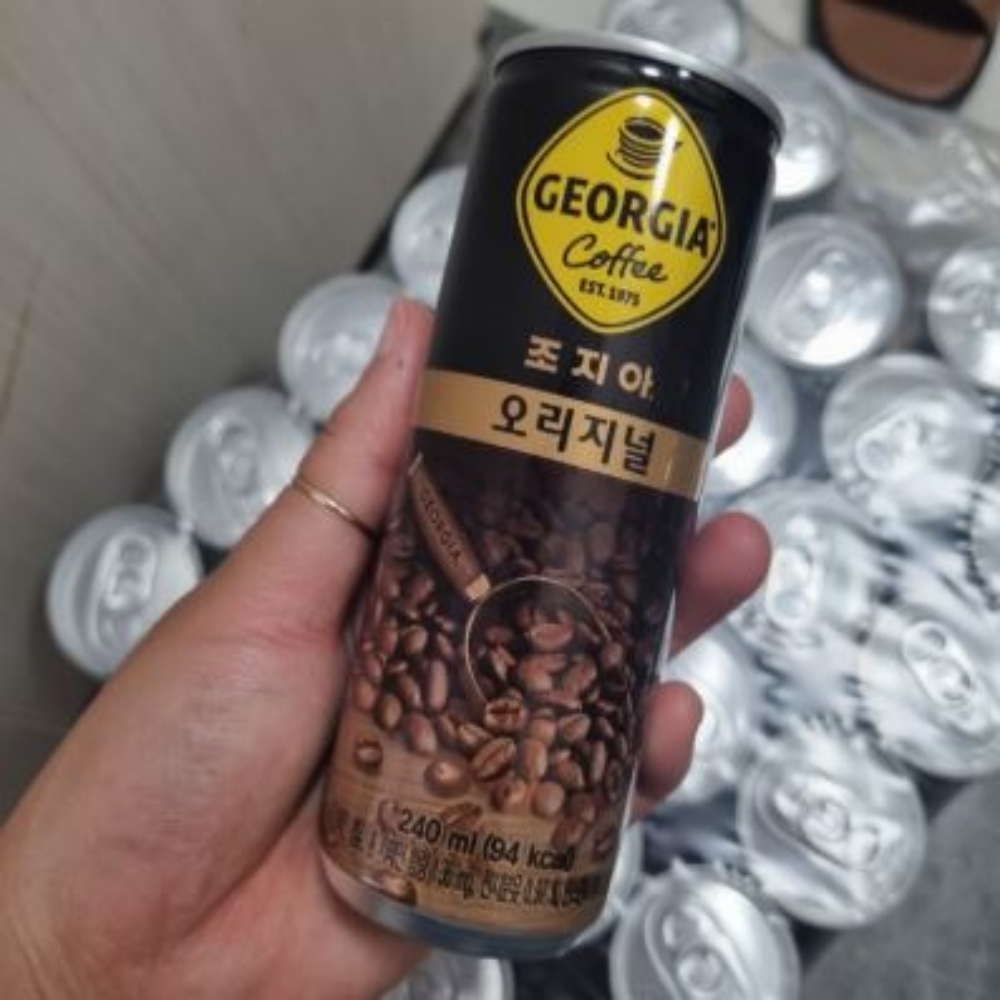 GEORGIA
Coffee
EST. 1975
조지아
오리지널
GEORGIA
240 ml (94 kcal)